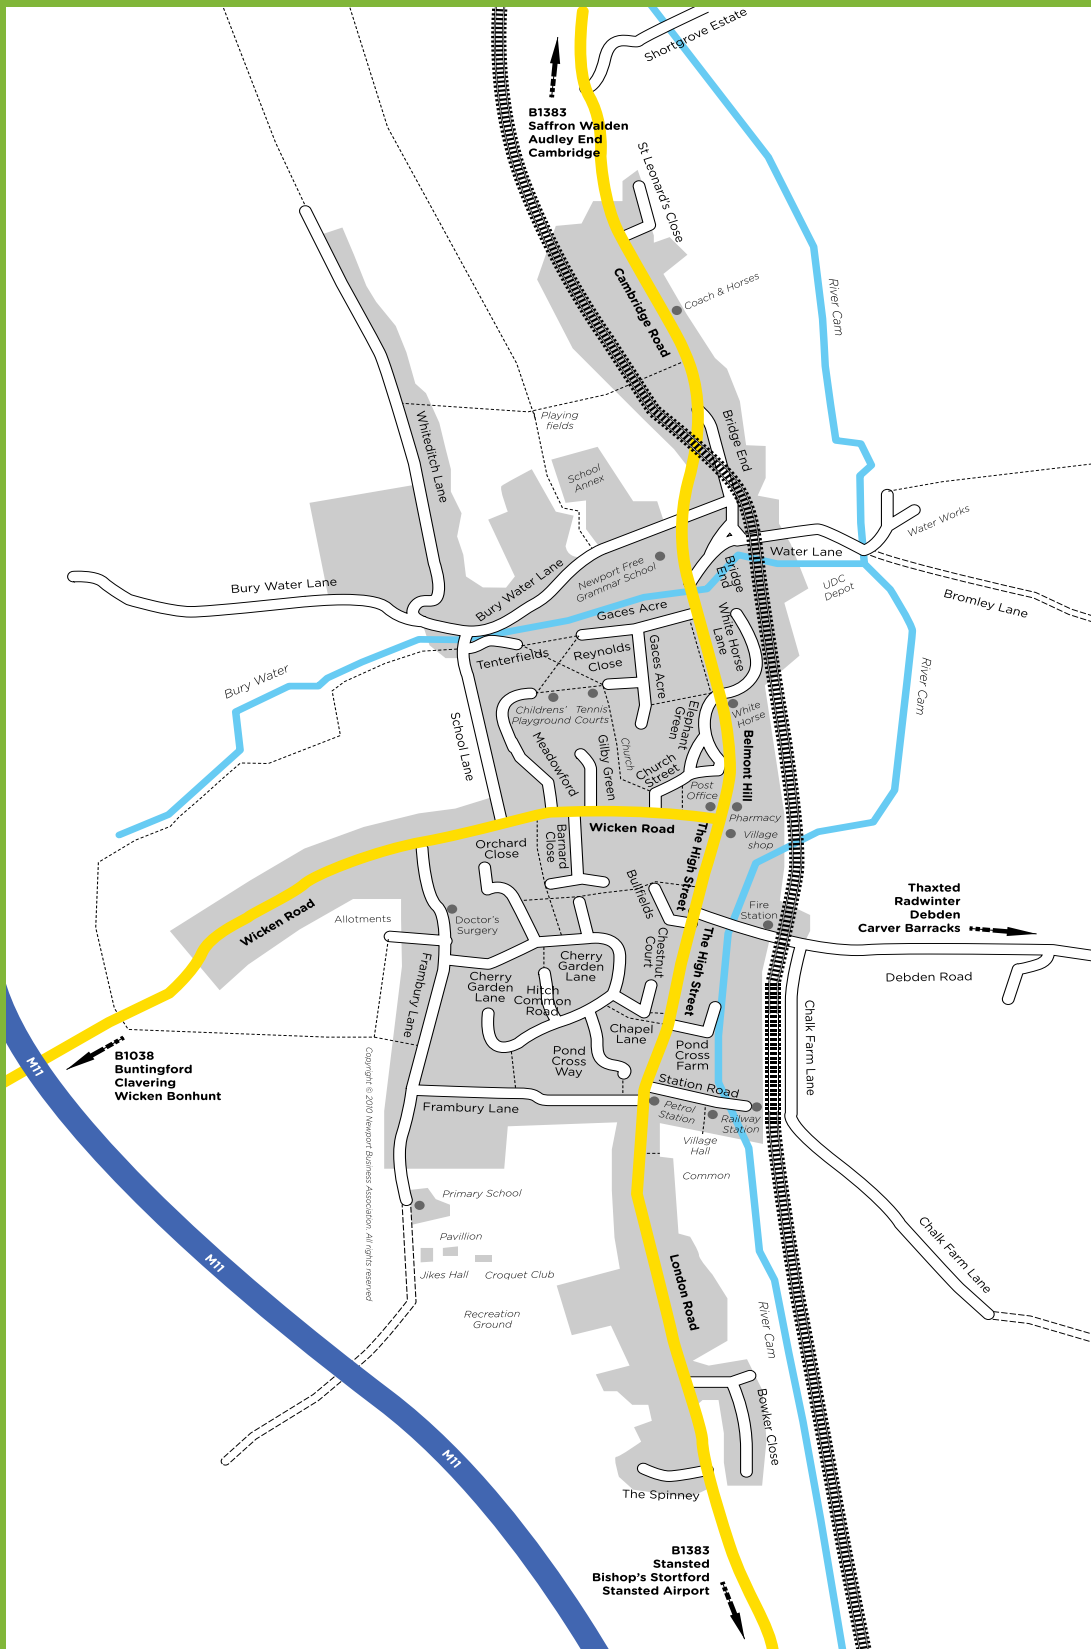 Shortgrove Estate
B1383
Saffron Walden
Audley End
Cambridge
St Leonard's Close
Cambridge Road
Coach & Horses
River Cam
Whiteditch Lane
Playing
fields
Bridge End
School
Annex
Water Works
Water Lane
Bury Water Lane
Bury Water Lane
Newport Free
Grammar School
Bridge
End
UDC
Depot
Bromley Lane
Gaces Acre
White Horse
Lane
Tenterfields
Reynolds
Close
Gaces Acre
Bury Water
River Cam
Childrens'
Playground
Tennis
Courts
Elephant
Green
White
Horse
School Lane
Meadowford
Gilby Green
Church
Church
Street
Belmont Hill
Post
Office
Pharmacy
Wicken Road
The High Street
Village
shop
Orchard
Close
Barnard
Close
Bullfields
Thaxted
Radwinter
Debden
Carver Barracks
Wicken Road
Allotments
Doctor's
Surgery
Fire
Station
The High Street
Chestnut
Court
Frambury Lane
Cherry
Garden
Lane
Cherry
Garden
Lane
Hitch
Common
Road
Debden Road
Chalk Farm Lane
Chapel
Lane
Pond
Cross
Farm
Pond
Cross
Way
M11
B1038
Buntingford
Clavering
Wicken Bonhunt
Copyright © 2010 Newport Business Association. All rights reserved
Station Road
Frambury Lane
Petrol
Station
Railway
Station
Village
Hall
Common
Primary School
Pavillion
Jikes Hall
Croquet Club
Recreation
Ground
M11
London Road
Chalk Farm Lane
River Cam
Bowker Close
M11
The Spinney
B1383
Stansted
Bishop's Stortford
Stansted Airport